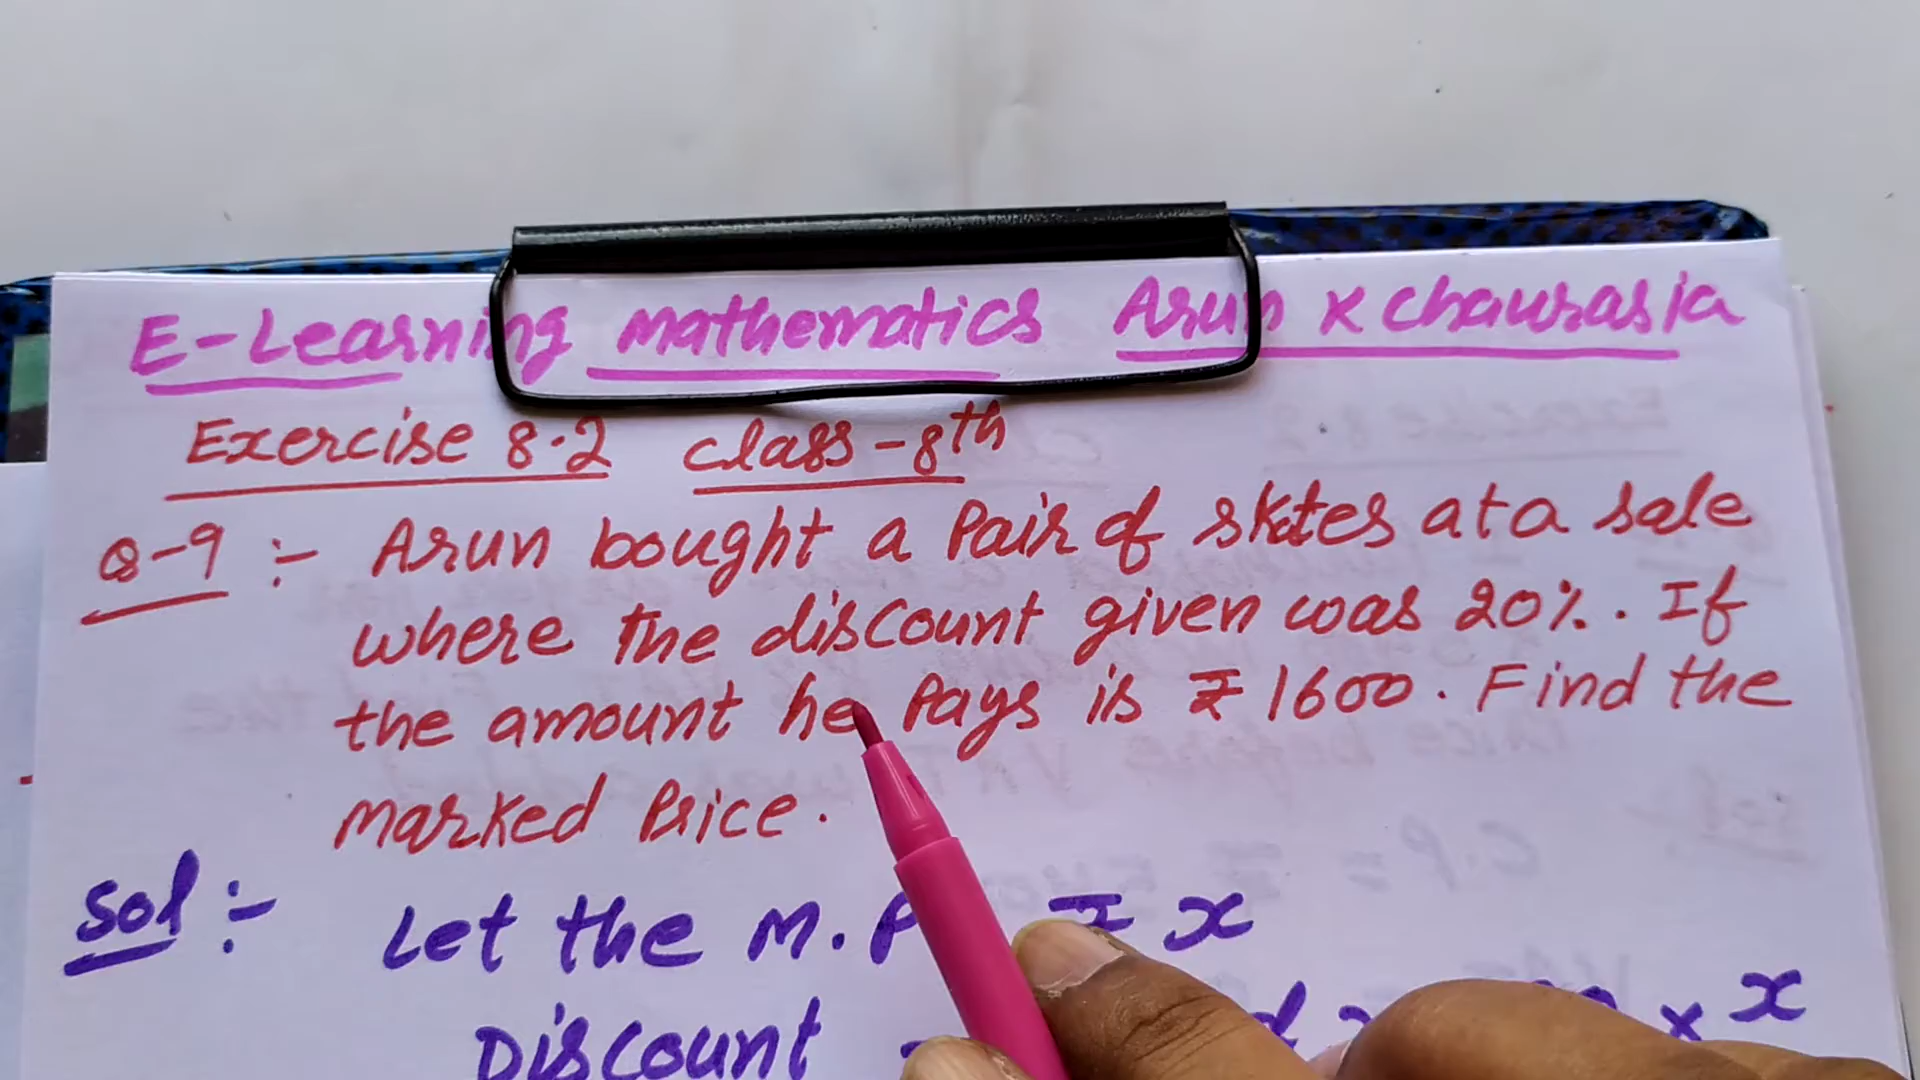 E-Learning mathematics Arun K Chaurasia
Exercise 8.2 class-8th
Q-9 :- Arun bought a Pair of skates at a sale
where the discount given was 20%. If
the amount he Pays is ₹ 1600. Find the
marked Price.
Sol :- Let the M.P ₹ x
Discount × x